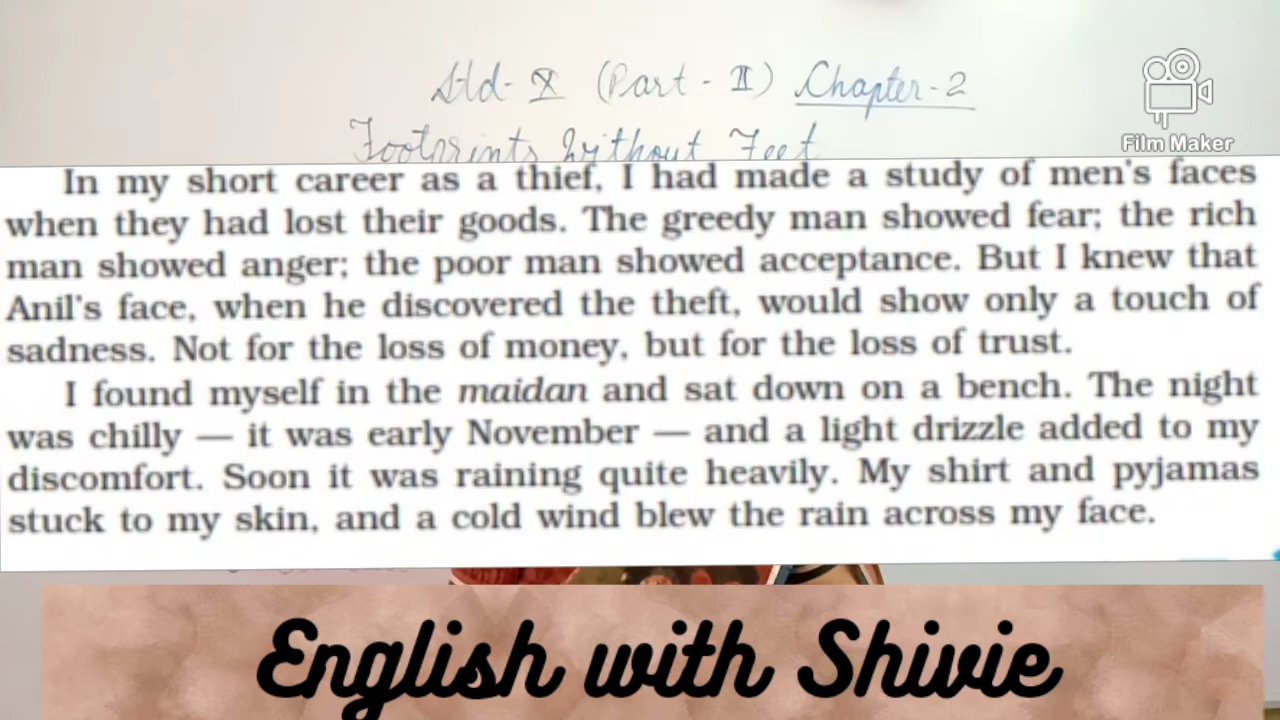 Std- X (Part - II) Chapter-2
Film Maker
Footprints Without Feet
In my short career as a thief, I had made a study of men's faces
when they had lost their goods. The greedy man showed fear; the rich
man showed anger; the poor man showed acceptance. But I knew that
Anil's face, when he discovered the theft, would show only a touch of
sadness. Not for the loss of money, but for the loss of trust.
I found myself in the maidan and sat down on a bench. The night
was chilly — it was early November — and a light drizzle added to my
discomfort. Soon it was raining quite heavily. My shirt and pyjamas
stuck to my skin, and a cold wind blew the rain across my face.
English with Shivie